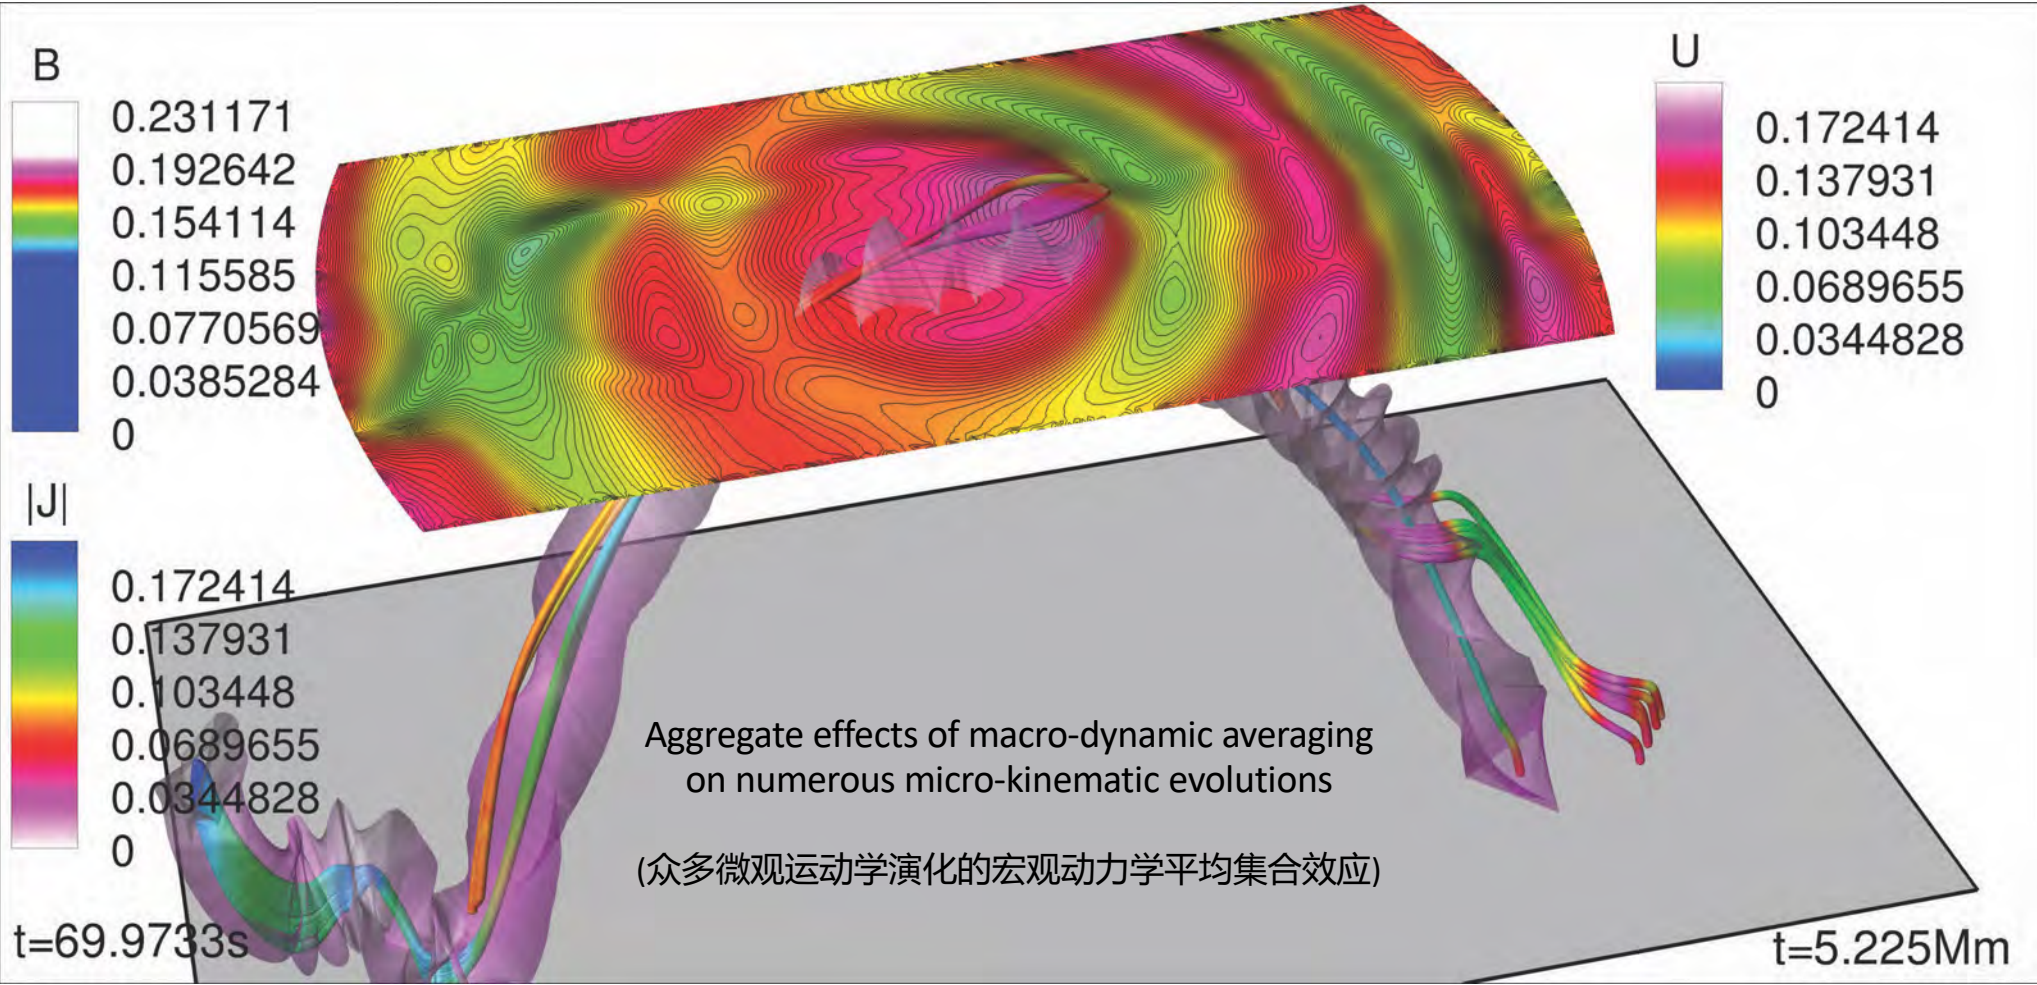 B
0.231171
0.192642
0.154114
0.115585
0.0770569
0.0385284
0
|J|
0.172414
0.137931
0.103448
0.0689655
0.0344828
0
t=69.9733s
U
0.172414
0.137931
0.103448
0.0689655
0.0344828
0
Aggregate effects of macro-dynamic averaging
on numerous micro-kinematic evolutions
(众多微观运动学演化的宏观动力学平均集合效应)
t=5.225Mm